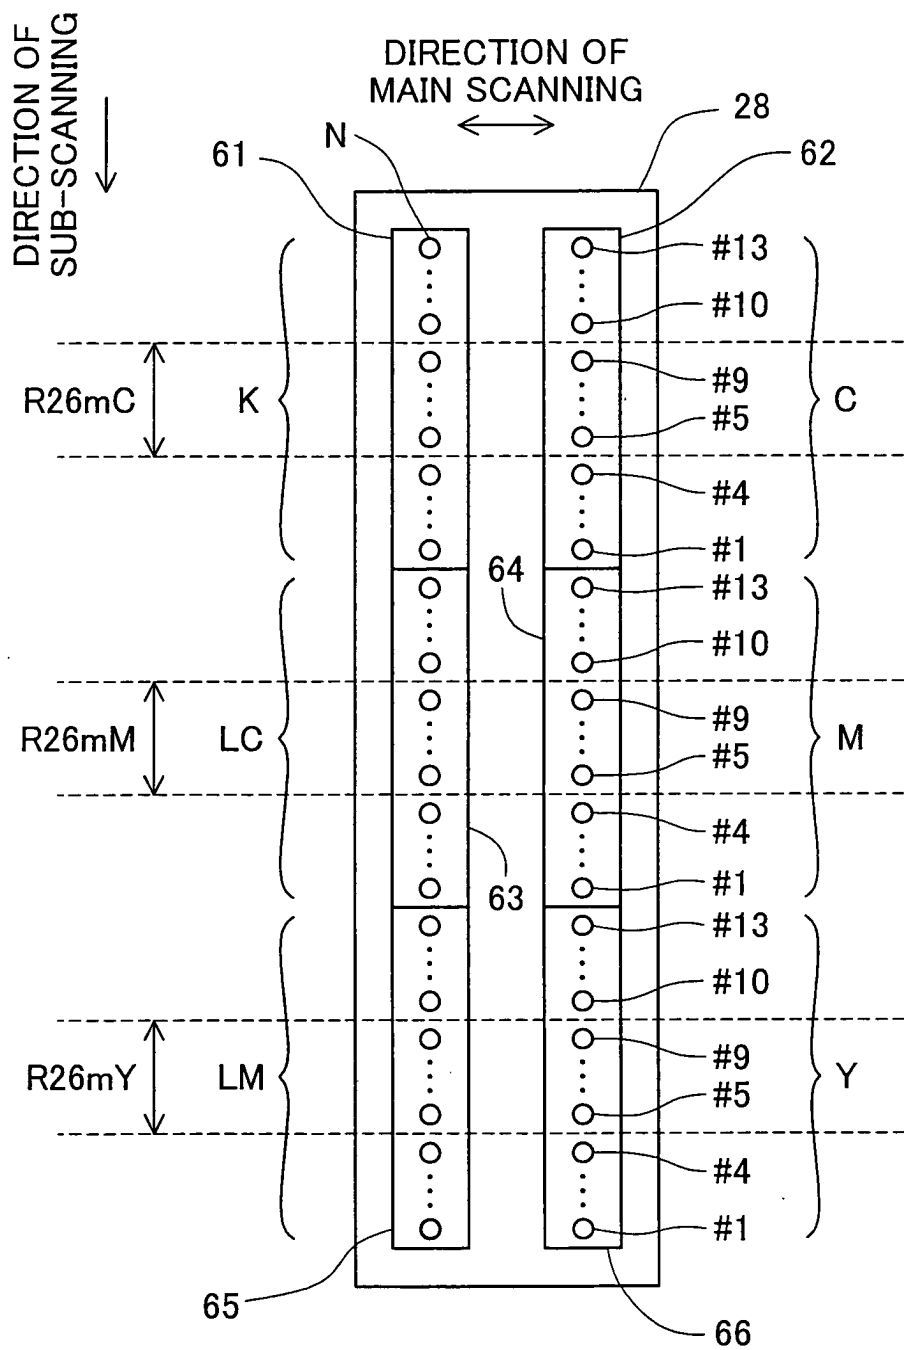 DIRECTION OF
SUB-SCANNING
DIRECTION OF
MAIN SCANNING
28
N
61
62
#13
#10
R26mC
K
#9
C
#5
#4
#1
64
#13
#10
R26mM
LC
#9
M
#5
#4
63
#1
#13
#10
R26mY
LM
#9
Y
#5
#4
#1
65
66